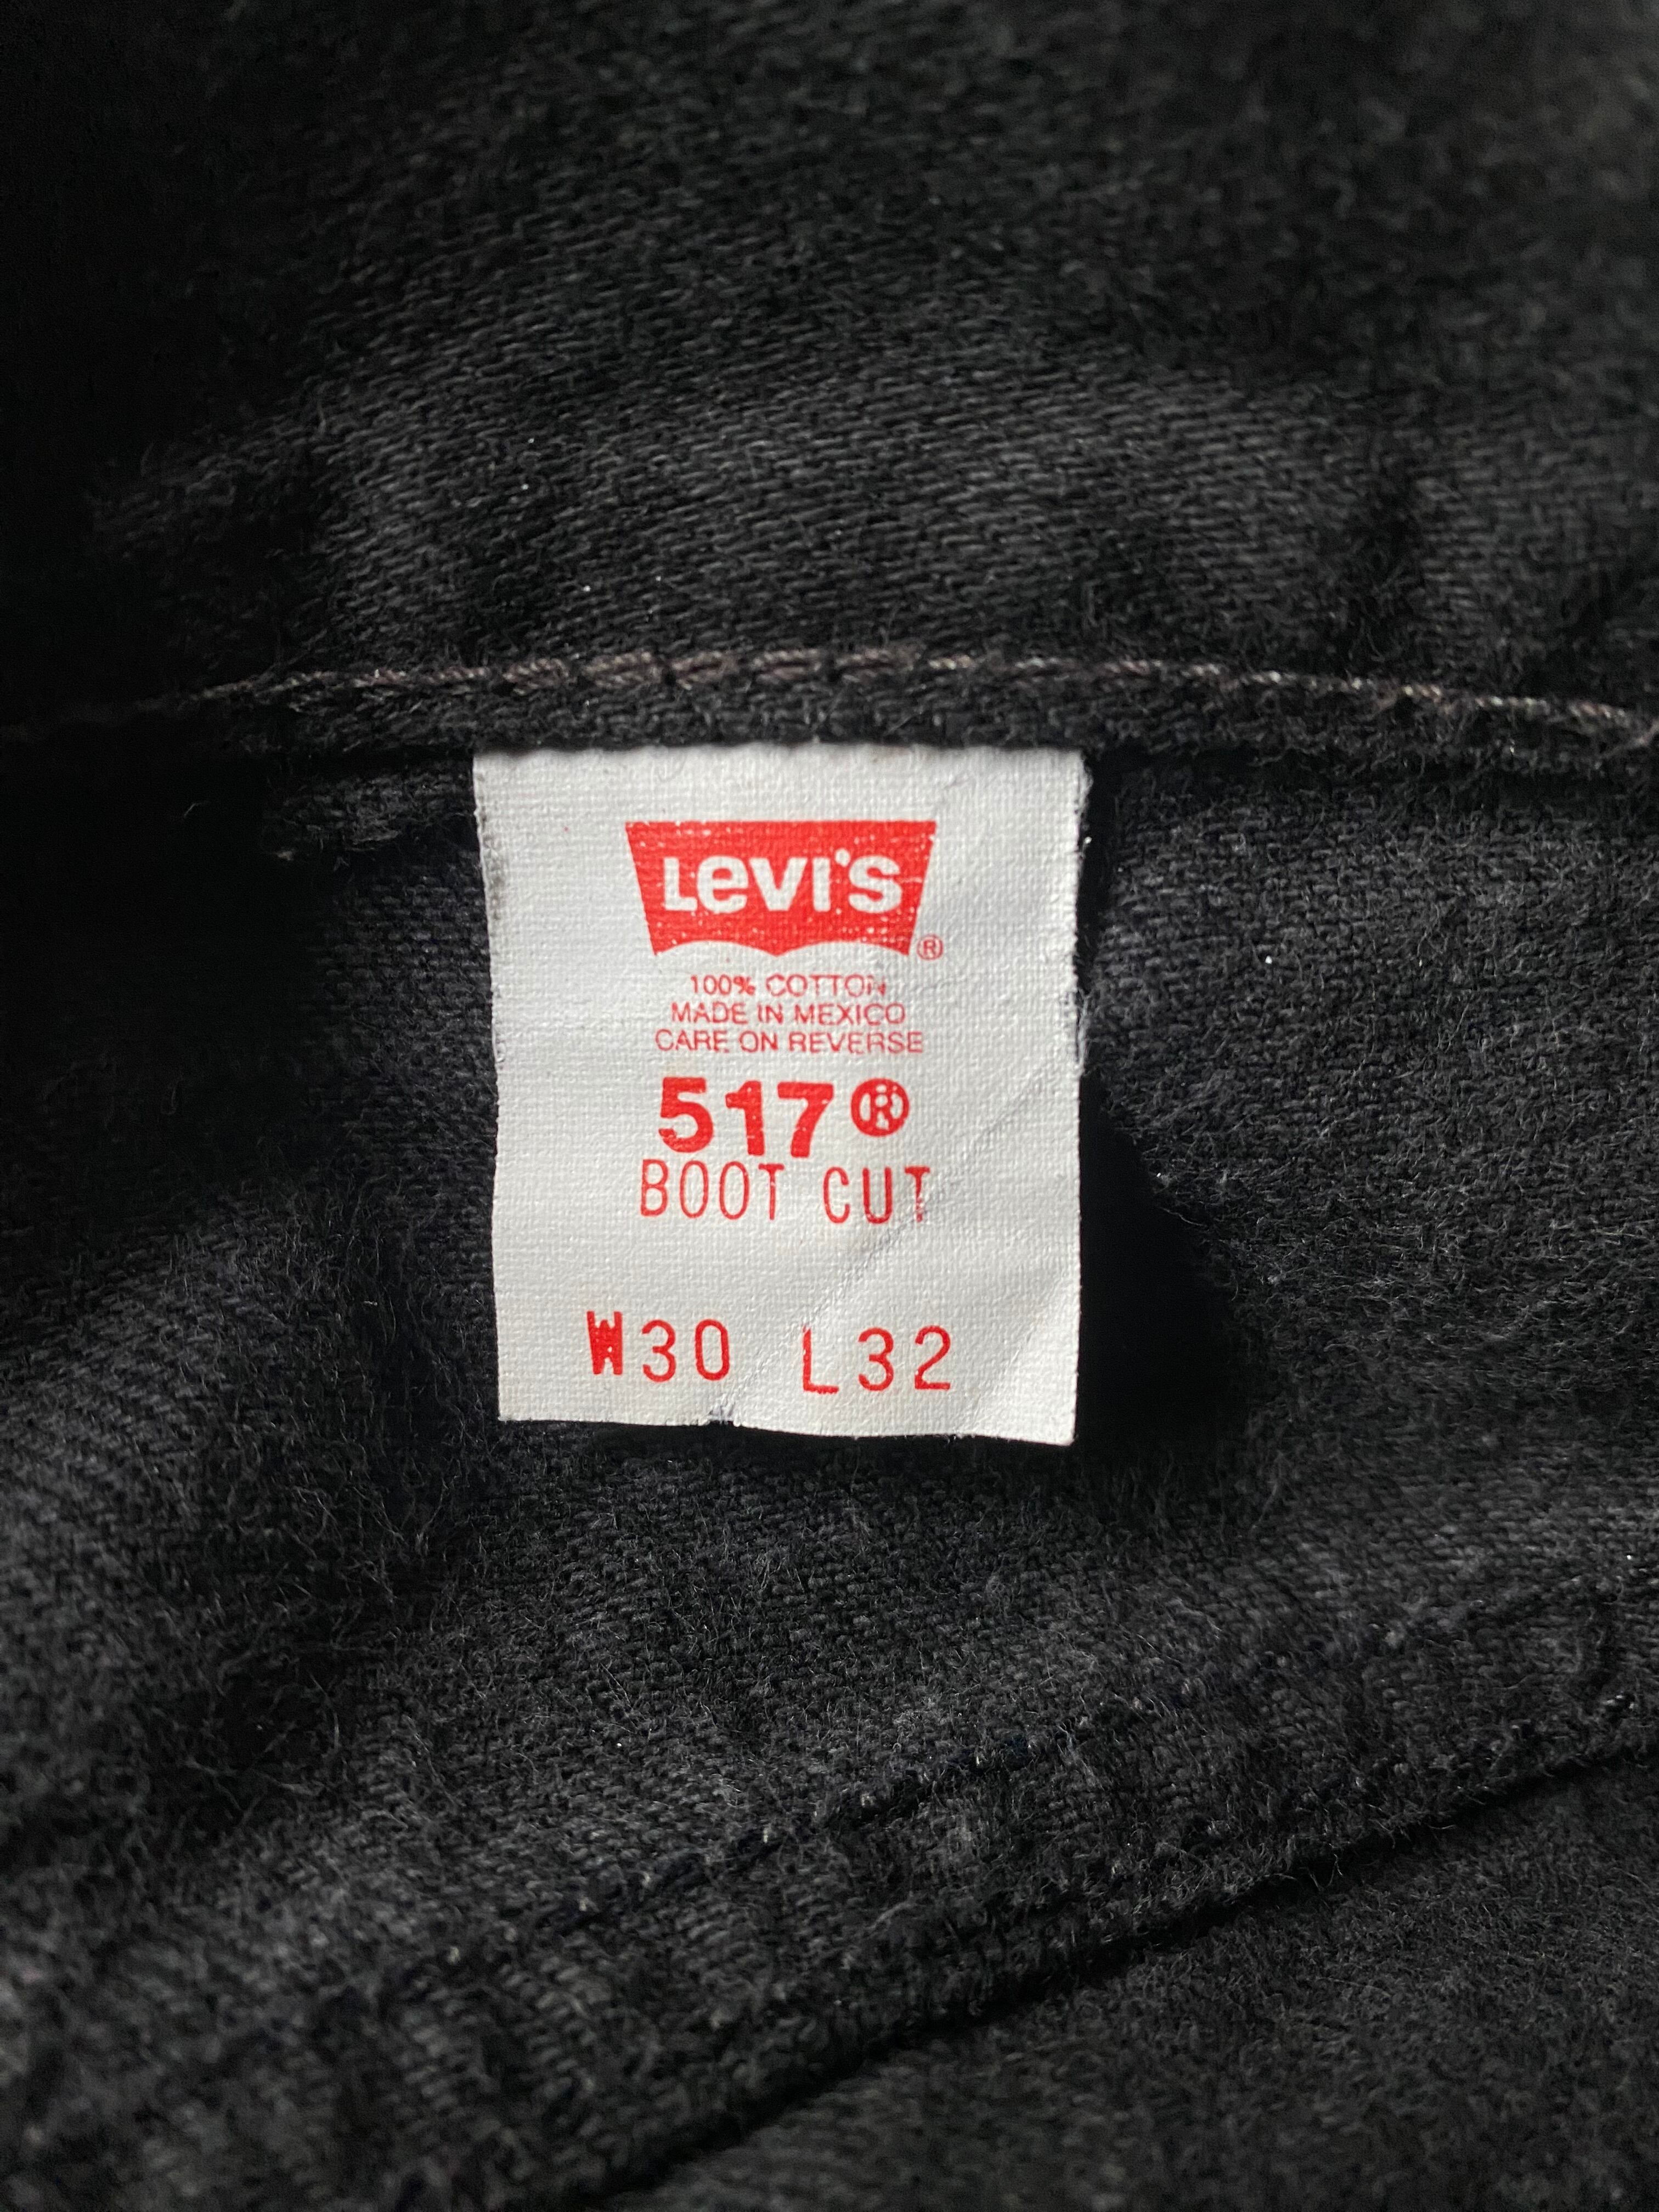 Levi's ®
100% COTTON
MADE IN MEXICO
CARE ON REVERSE
517®
BOOT CUT
W30 L32